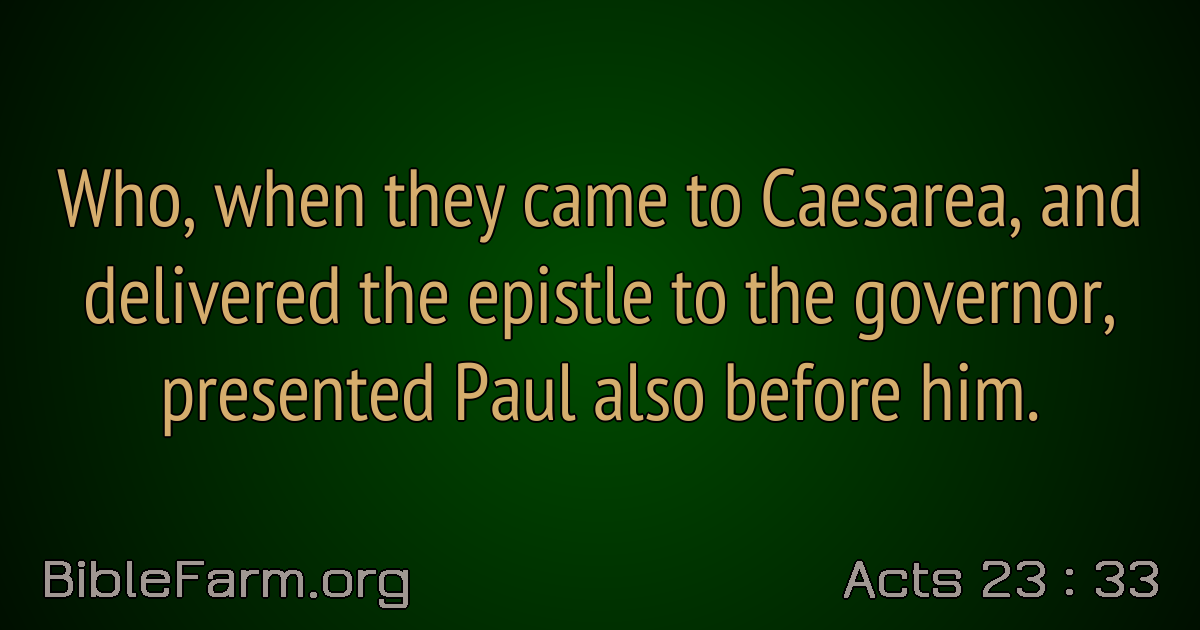 Who, when they came to Caesarea, and
delivered the epistle to the governor,
presented Paul also before him.
BibleFarm.org
Acts 23 : 33